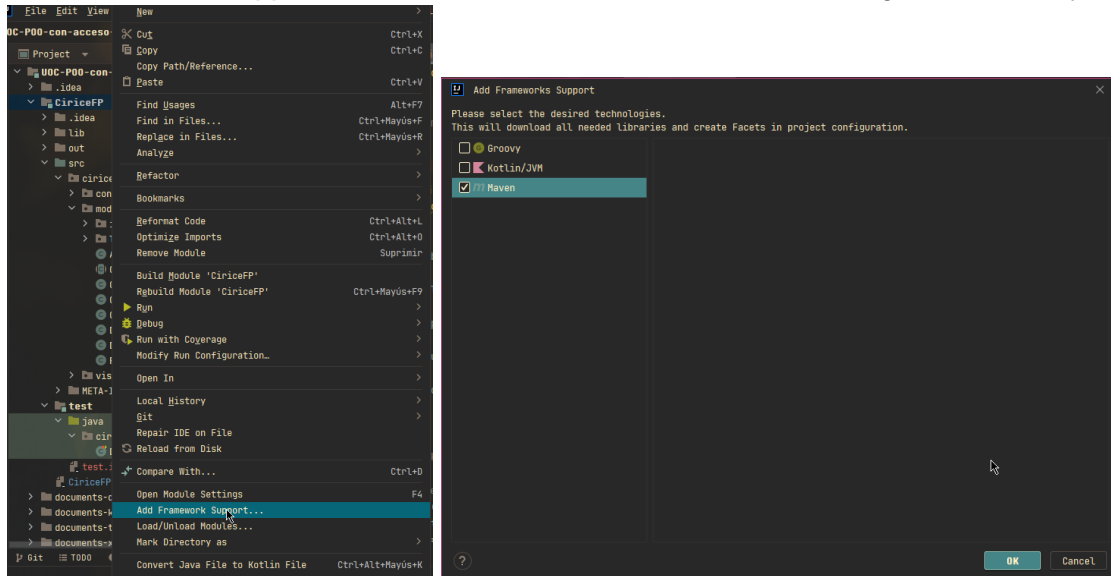 File Edit View
OC-POO-con-acceso
Project
UOC-POO-con-
.idea
CiriceFP
.idea
lib
out
src
cirice
con
mod
vis
META-I
test
java
cir
test.i
CiriceFP
documents-c
documents-k
documents-t
documents-x
Git TODO
New
Cut Ctrl+X
Copy Ctrl+C
Copy Path/Reference...
Paste Ctrl+V
Find Usages Alt+F7
Find in Files... Ctrl+Mayús+F
Replace in Files... Ctrl+Mayús+R
Analyze
Refactor
Bookmarks
Reformat Code Ctrl+Alt+L
Optimize Imports Ctrl+Alt+O
Remove Module Suprimir
Build Module 'CiriceFP'
Rebuild Module 'CiriceFP' Ctrl+Mayús+F9
Run
Debug
Run with Coverage
Modify Run Configuration…
Open In
Local History
Git
Repair IDE on File
Reload from Disk
Compare With... Ctrl+D
Open Module Settings F4
Add Framework Support...
Load/Unload Modules...
Mark Directory as
Convert Java File to Kotlin File Ctrl+Alt+Mayús+K
Add Frameworks Support
Please select the desired technologies.
This will download all needed libraries and create Facets in project configuration.
Groovy
Kotlin/JVM
Maven
? OK Cancel